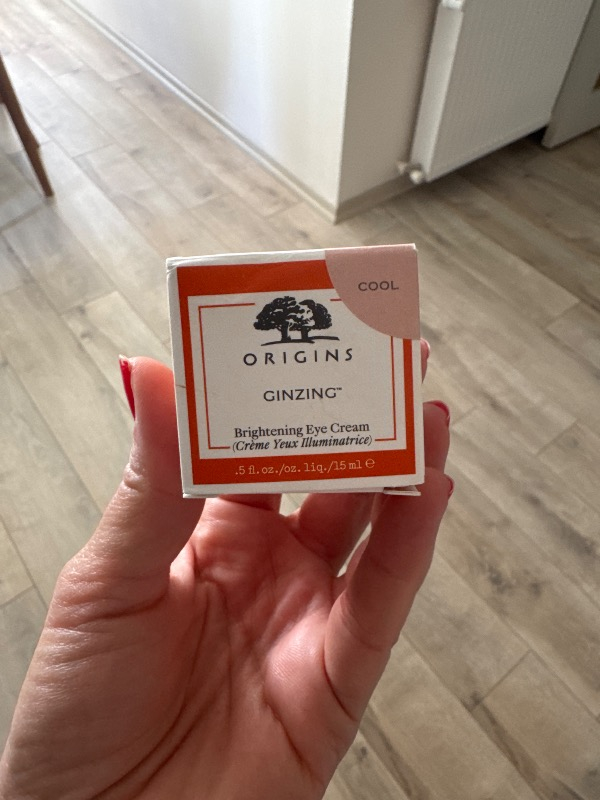 COOL
ORIGINS
GINZING™
Brightening Eye Cream
(Crème Yeux Illuminatrice)
.5 fl. oz./oz. liq./15 ml ℮